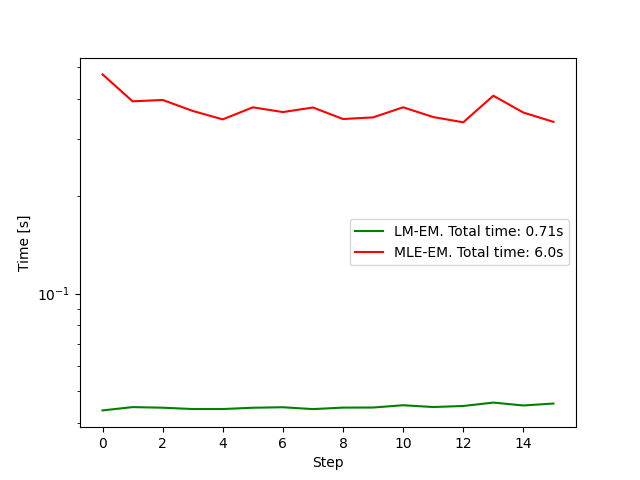 Time [s]
10⁻¹
LM-EM. Total time: 0.71s
MLE-EM. Total time: 6.0s
0 2 4 6 8 10 12 14
Step